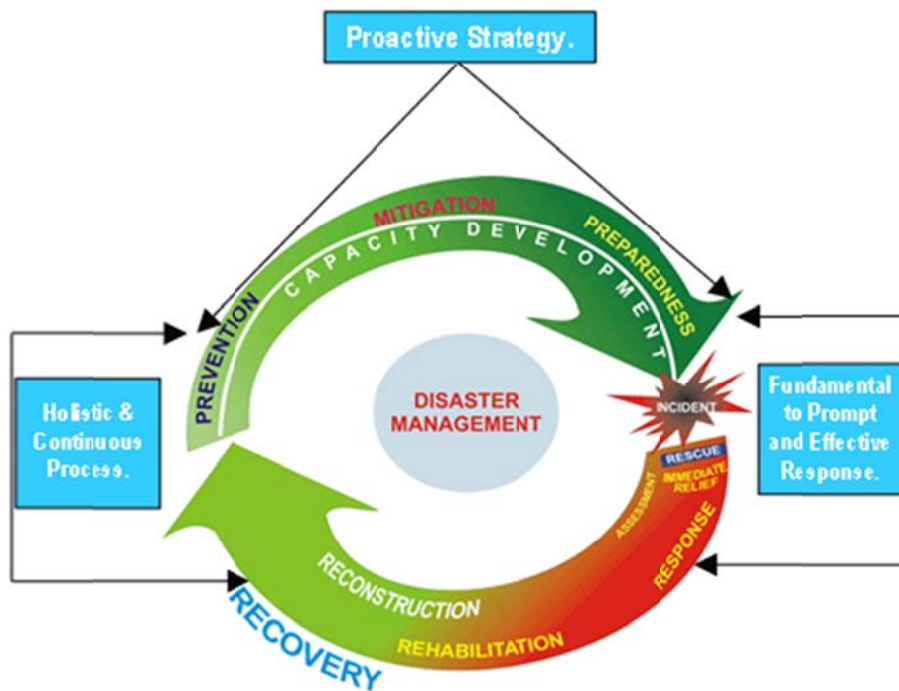 Proactive Strategy.
MITIGATION
CAPACITY DEVELOPMENT
PREPAREDNESS
PREVENTION
Holistic &
Continuous
Process.
DISASTER
MANAGEMENT
INCIDENT
Fundamental
to Prompt
and Effective
Response.
RESCUE
IMMEDIATE
RELIEF
ASSESSMENT
RESPONSE
RECONSTRUCTION
REHABILITATION
RECOVERY